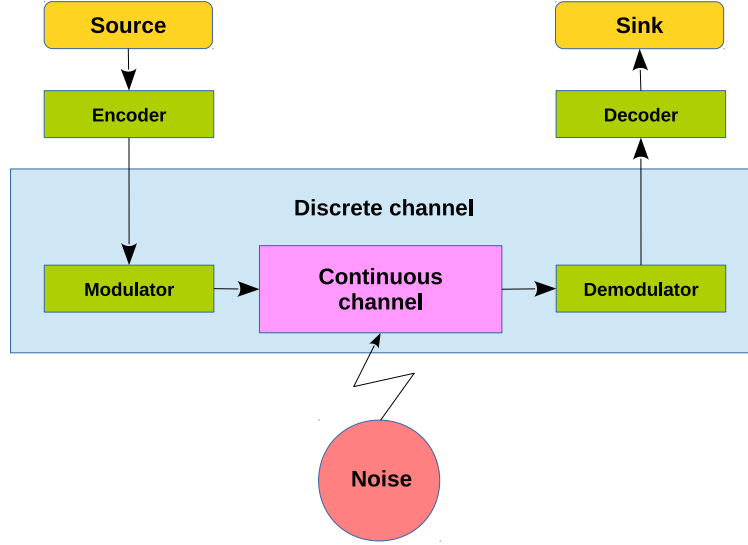 Source
Sink
Encoder
Decoder
Discrete channel
Modulator
Continuous
channel
Demodulator
Noise